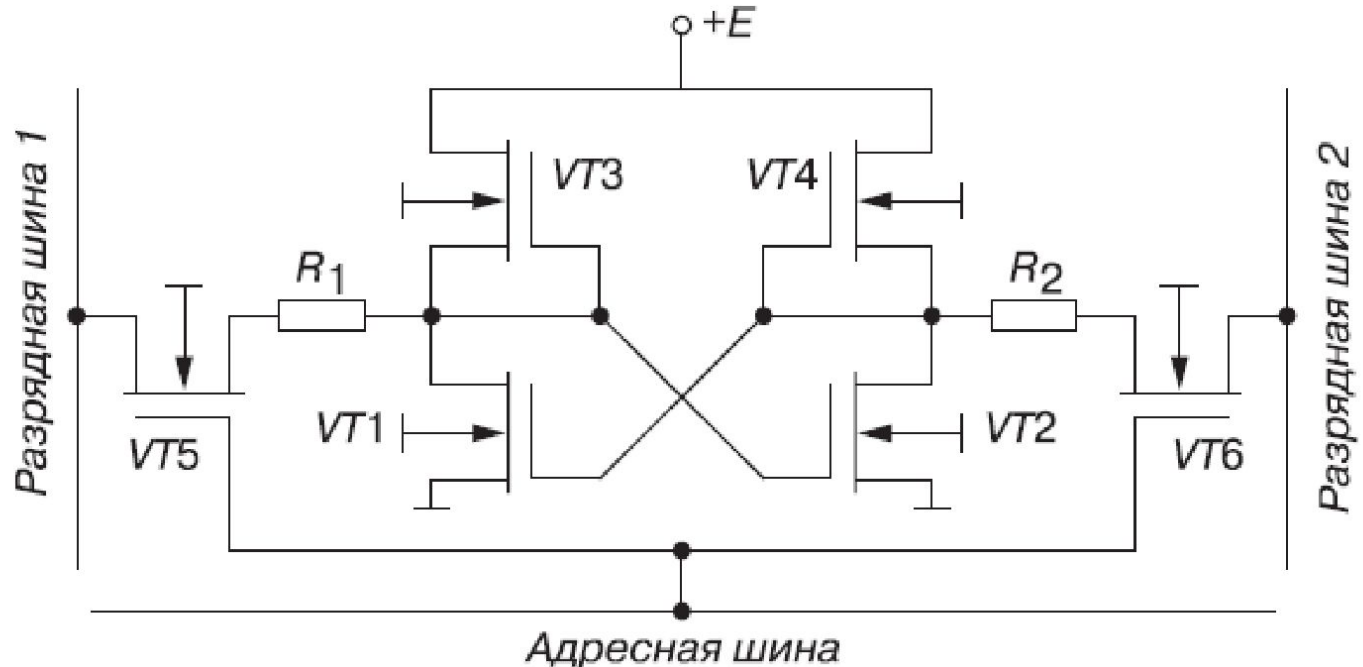 +E
Разрядная шина 1
VT3
VT4
R1
R2
VT1
VT2
VT5
VT6
Разрядная шина 2
Адресная шина